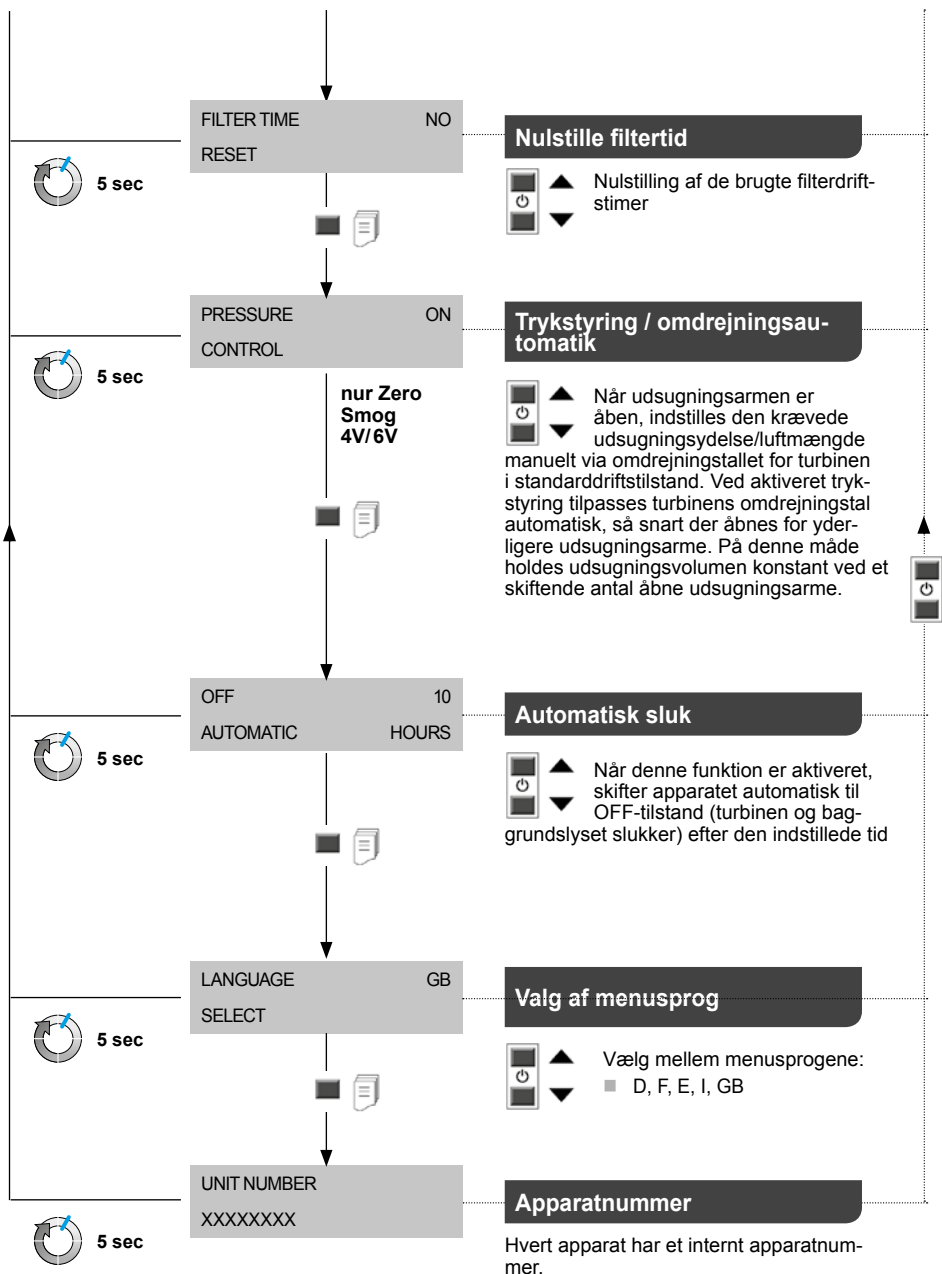 FILTER TIME NO
RESET
Nulstille filtertid
5 sec
Nulstilling af de brugte filterdrift-
stimer
PRESSURE ON
CONTROL
Trykstyring / omdrejningsau-
tomatik
5 sec
nur Zero
Smog
4V/ 6V
Når udsugningsarmen er
åben, indstilles den krævede
udsugningsydelse/luftmængde
manuelt via omdrejningstallet for turbinen
i standarddriftstilstand. Ved aktiveret tryk-
styring tilpasses turbinens omdrejningstal
automatisk, så snart der åbnes for yder-
ligere udsugningsarme. På denne måde
holdes udsugningsvolumen konstant ved et
skiftende antal åbne udsugningsarme.
OFF 10
AUTOMATIC HOURS
Automatisk sluk
5 sec
Når denne funktion er aktiveret,
skifter apparatet automatisk til
OFF-tilstand (turbinen og bag-
grundslyset slukker) efter den indstillede tid
LANGUAGE GB
SELECT
Valg af menusprog
5 sec
Vælg mellem menusprogene:
D, F, E, I, GB
UNIT NUMBER
XXXXXXXX
Apparatnummer
5 sec
Hvert apparat har et internt apparatnum-
mer.